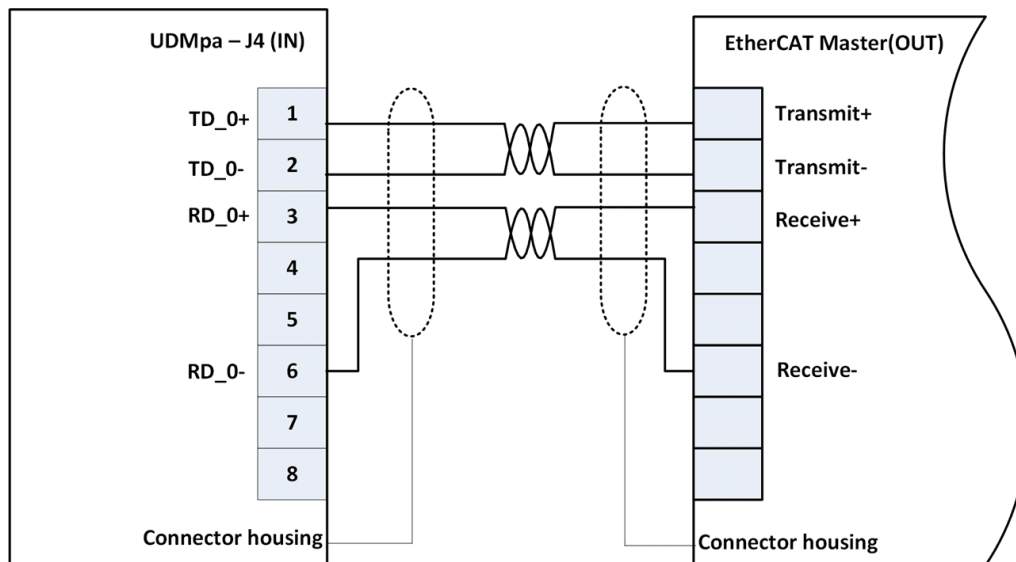 UDMpa – J4 (IN)
EtherCAT Master(OUT)
TD_0+ 1 Transmit+
TD_0- 2 Transmit-
RD_0+ 3 Receive+
4
5
RD_0- 6 Receive-
7
8
Connector housing
Connector housing